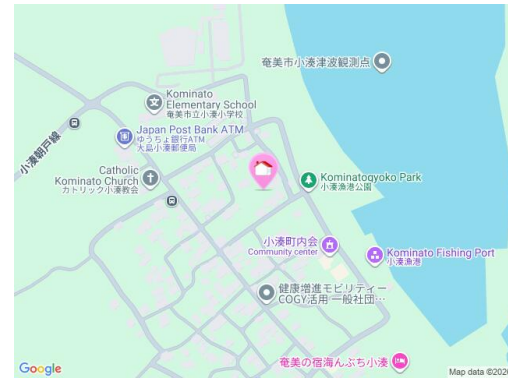 奄美市小湊津波観測点
Kominato
Elementary School
奄美市立小湊小学校
小湊朝戸線
Japan Post Bank ATM
ゆうちょ銀行ATM
大島小湊郵便局
Catholic
Kominato Church
カトリック小湊教会
Kominatogyoko Park
小湊漁港公園
小湊町内会
Community center
Kominato Fishing Port
小湊漁港
健康増進モビリティー
COGY活用 一般社団…
奄美の宿海んぶち小湊
Google
Map data ©202